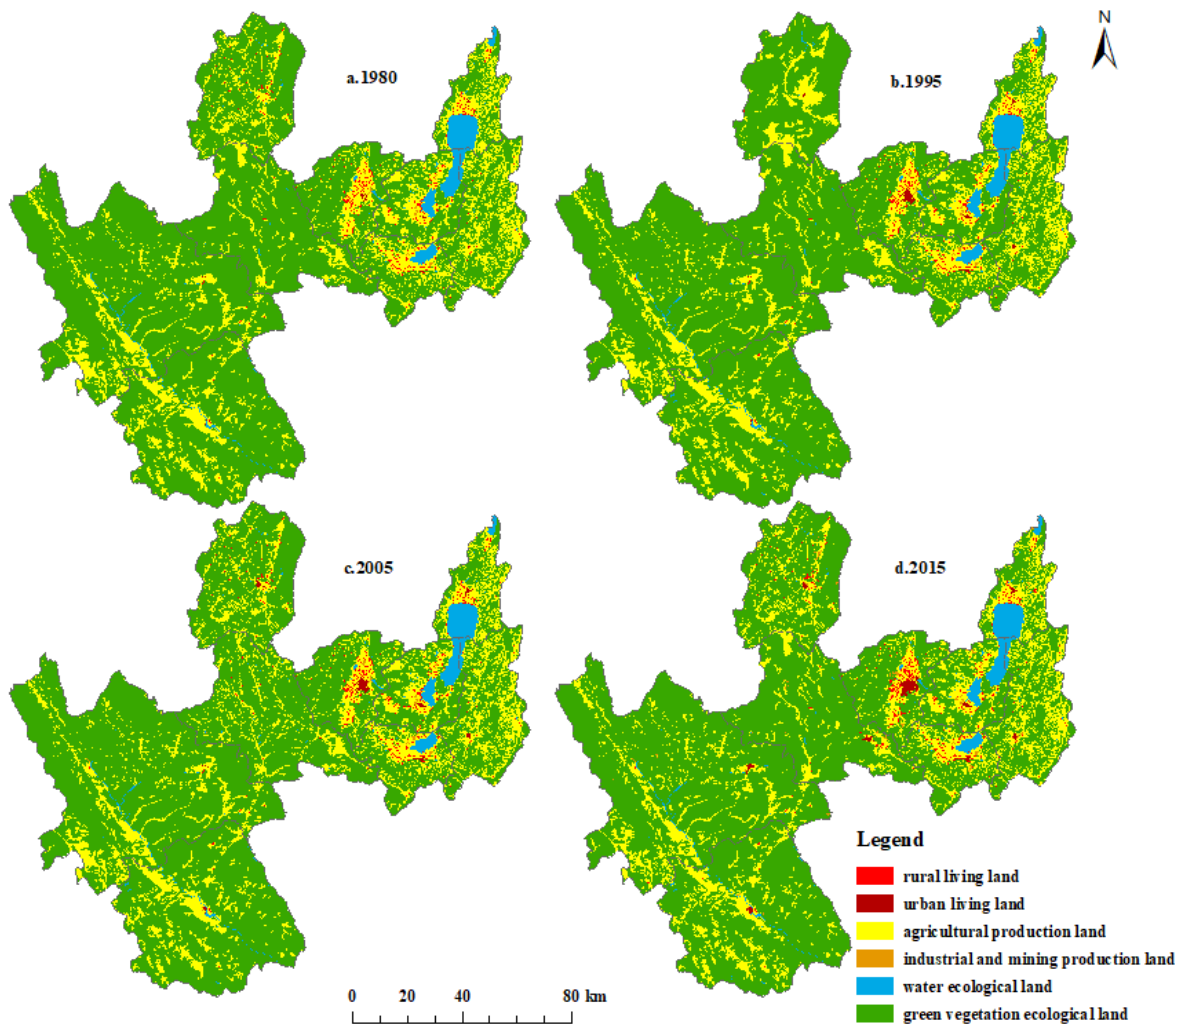 N
a.1980
b.1995
c.2005
d.2015
Legend
rural living land
urban living land
agricultural production land
industrial and mining production land
water ecological land
green vegetation ecological land
0 20 40 80 km